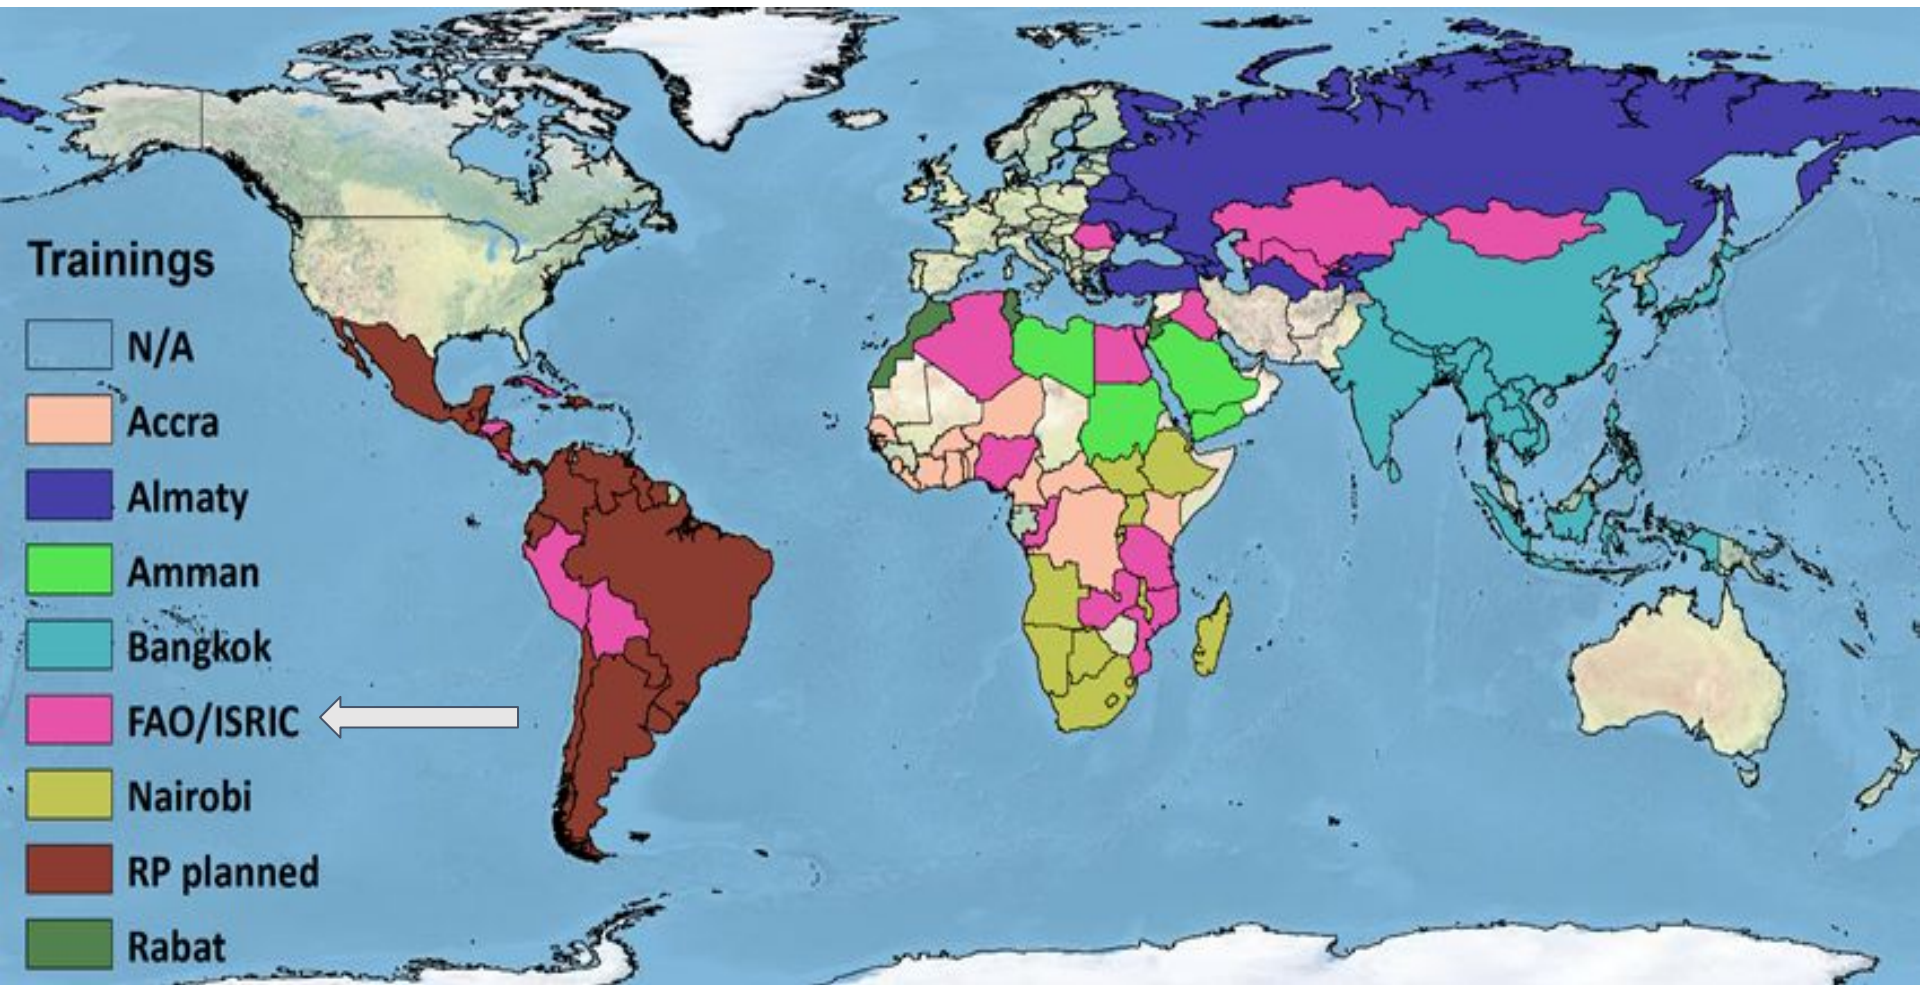 Trainings
N/A
Accra
Almaty
Amman
Bangkok
FAO/ISRIC
Nairobi
RP planned
Rabat